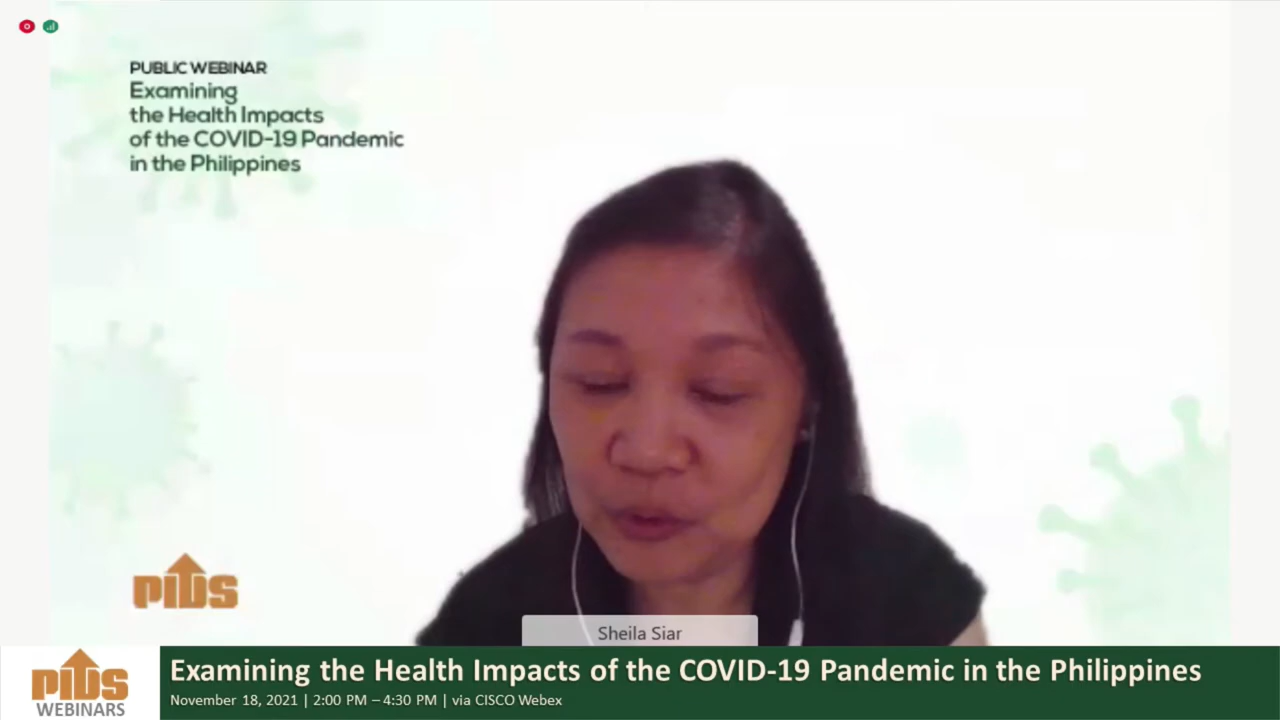 PUBLIC WEBINAR
Examining
the Health Impacts
of the COVID-19 Pandemic
in the Philippines
PIDS
Sheila Siar
PIDS
WEBINARS
Examining the Health Impacts of the COVID-19 Pandemic in the Philippines
November 18, 2021 | 2:00 PM – 4:30 PM | via CISCO Webex